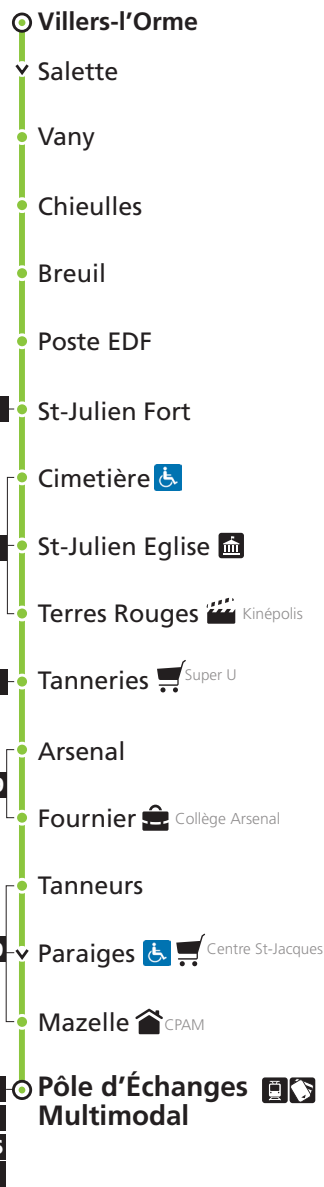 Villers-l'Orme
Salette
Vany
Chieulles
Breuil
Poste EDF
St-Julien Fort
Cimetière
St-Julien Eglise
Terres Rouges Kinépolis
Tanneries Super U
Arsenal
Fournier Collège Arsenal
Tanneurs
Paraiges Centre St-Jacques
Mazelle CPAM
Pôle d'Échanges
Multimodal